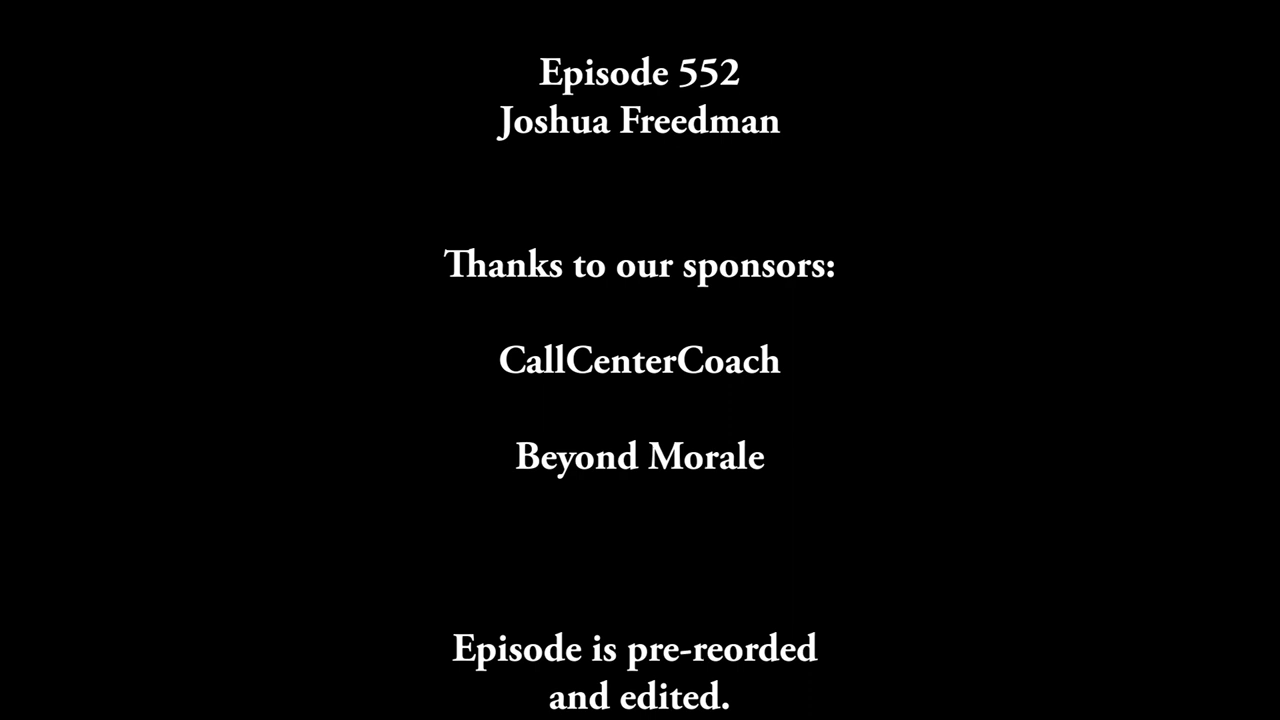 Episode 552
Joshua Freedman
Thanks to our sponsors:
CallCenterCoach
Beyond Morale
Episode is pre-reorded
and edited.